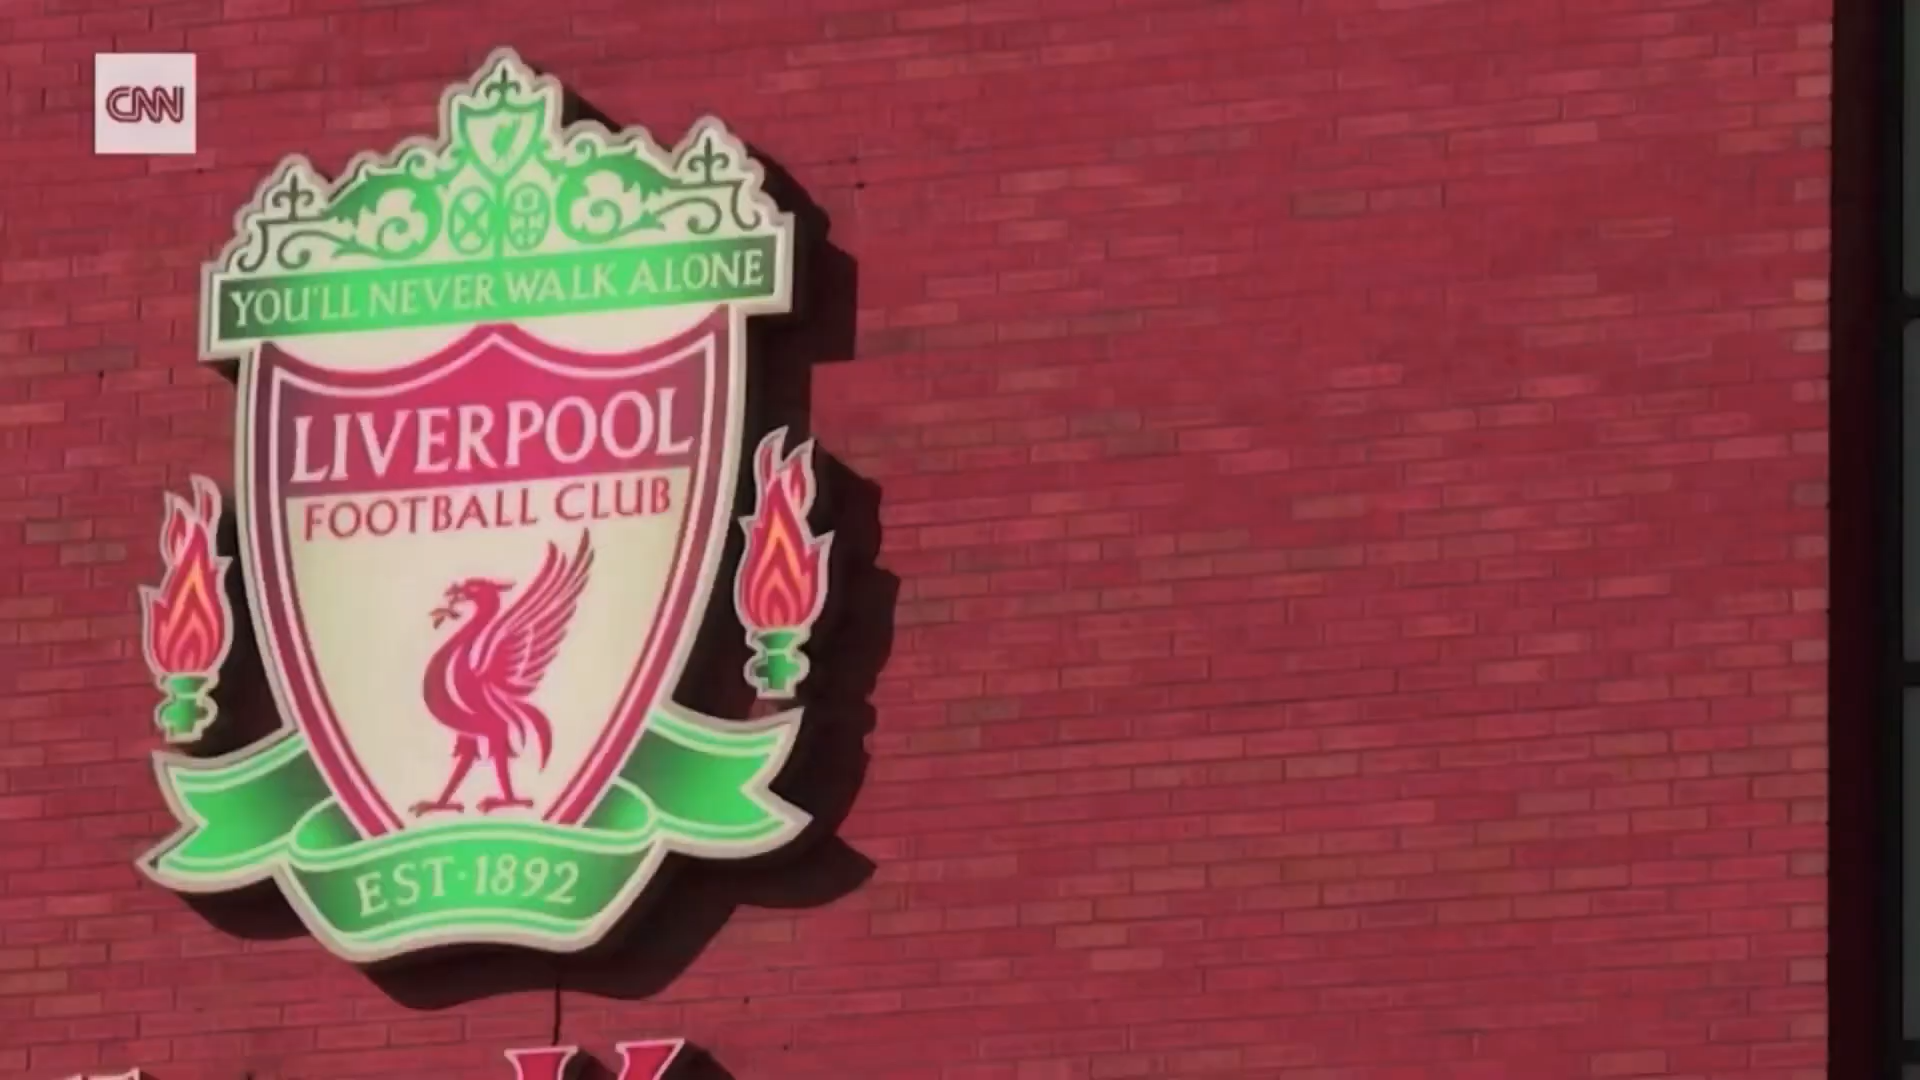 CNN
YOU'LL NEVER WALK ALONE
LIVERPOOL
FOOTBALL CLUB
EST·1892